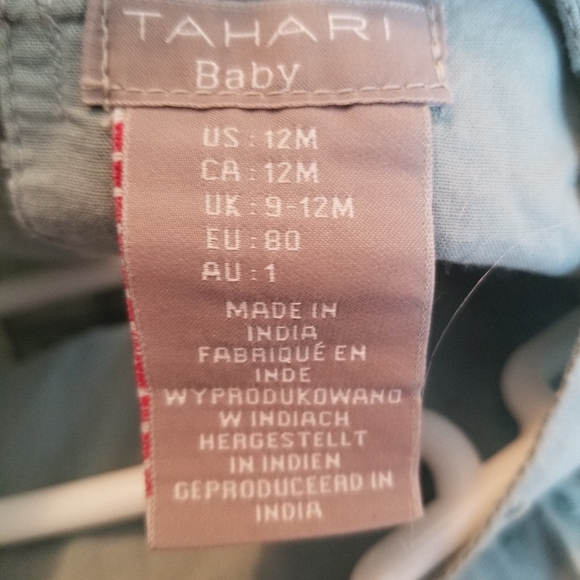 TAHARI
Baby
US : 12M
CA : 12M
UK : 9-12M
EU : 80
AU : 1
MADE IN
INDIA
FABRIQUÉ EN
INDE
WYPRODUKOWANO
W INDIACH
HERGESTELLT
IN INDIEN
GEPRODUCEERD IN
INDIA